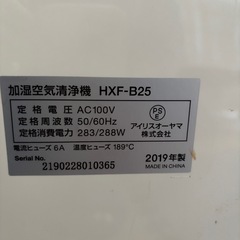 加湿空気清浄機 HXF-B25
定格電圧 AC100V
定格周波数 50/60Hz
定格消費電力 283/288W
電流ヒューズ 6A 温度ヒューズ 189℃
Serial No.
2190228010365
PS
E
アイリスオーヤマ
株式会社
2019年製
MADE IN CHINA